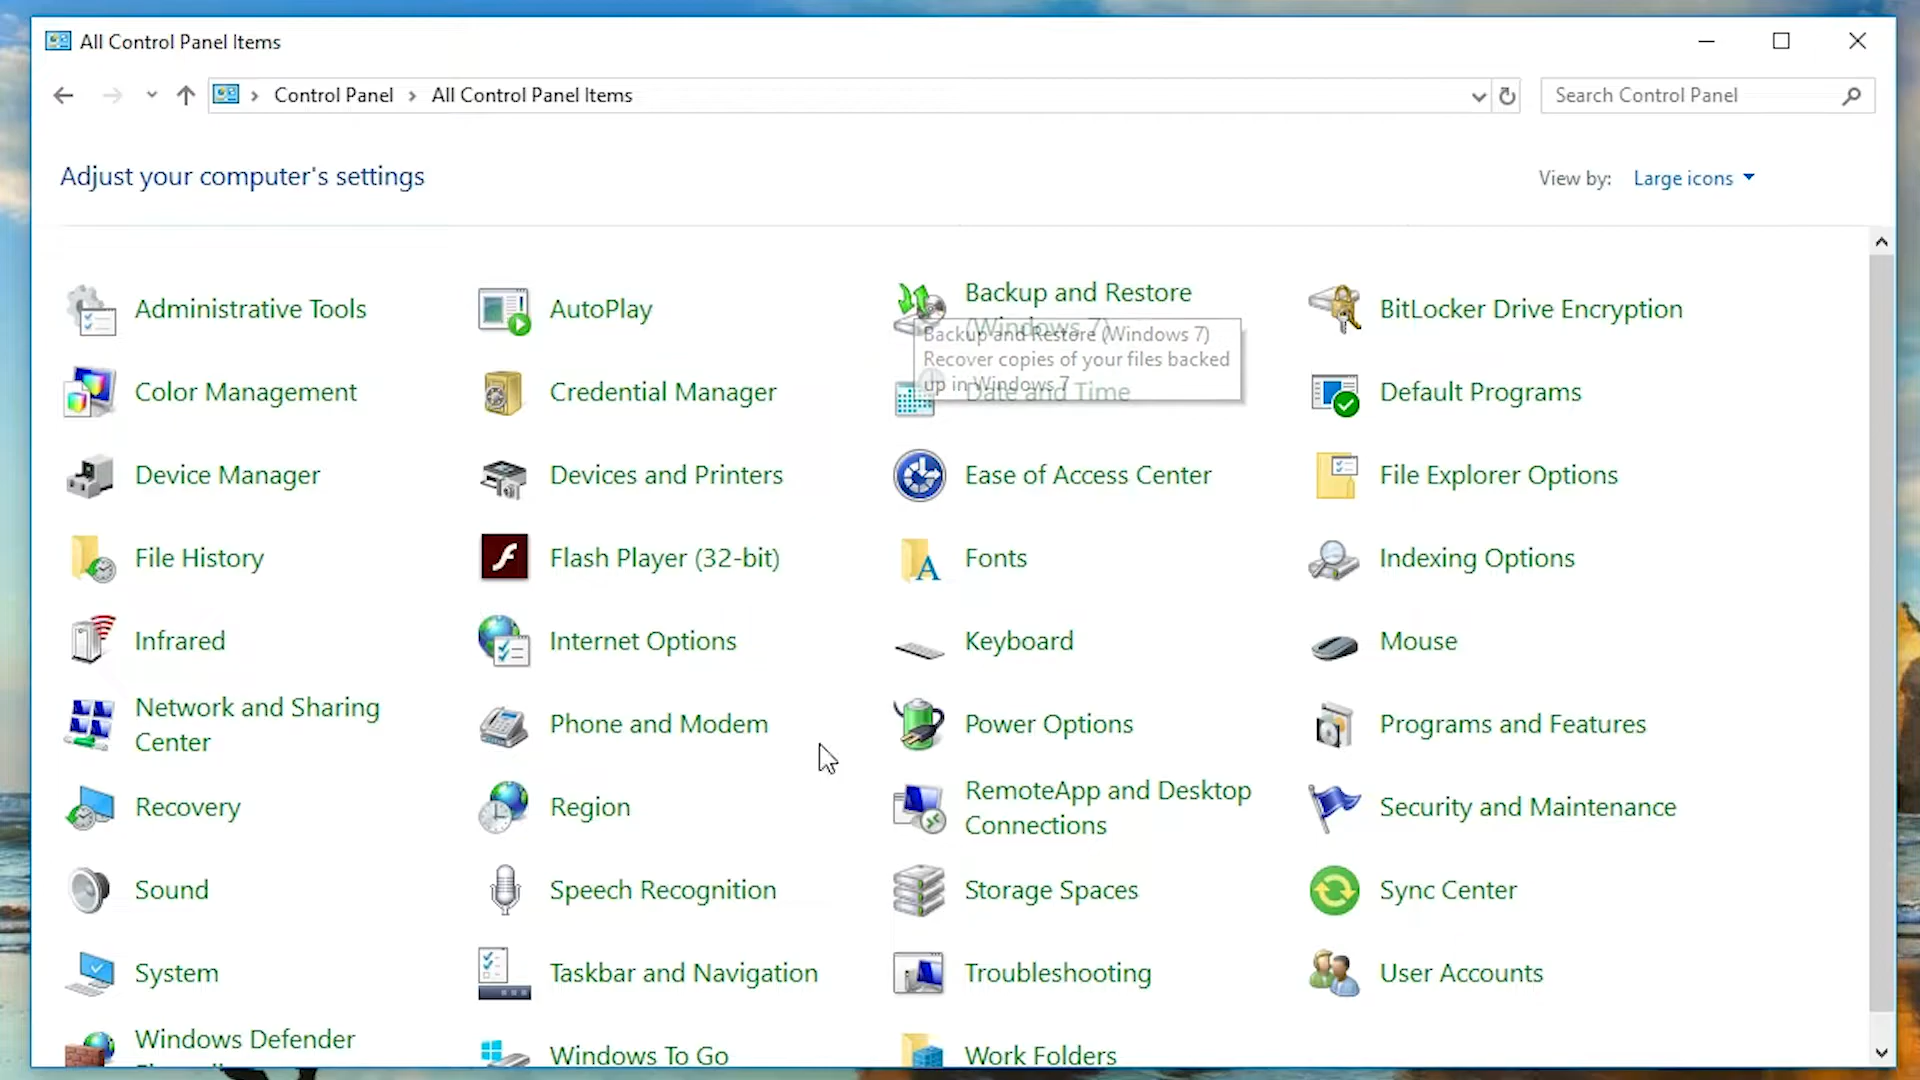 All Control Panel Items
Control Panel
All Control Panel Items
Search Control Panel
Adjust your computer's settings
View by:
Large icons
Administrative Tools
AutoPlay
Backup and Restore
(Windows 7)
BitLocker Drive Encryption
Backup and Restore (Windows 7)
Recover copies of your files backed
up in Windows 7
Color Management
Credential Manager
Date and Time
Default Programs
Device Manager
Devices and Printers
Ease of Access Center
File Explorer Options
File History
Flash Player (32-bit)
Fonts
Indexing Options
Infrared
Internet Options
Keyboard
Mouse
Network and Sharing
Center
Phone and Modem
Power Options
Programs and Features
Recovery
Region
RemoteApp and Desktop
Connections
Security and Maintenance
Sound
Speech Recognition
Storage Spaces
Sync Center
System
Taskbar and Navigation
Troubleshooting
User Accounts
Windows Defender
Windows To Go
Work Folders